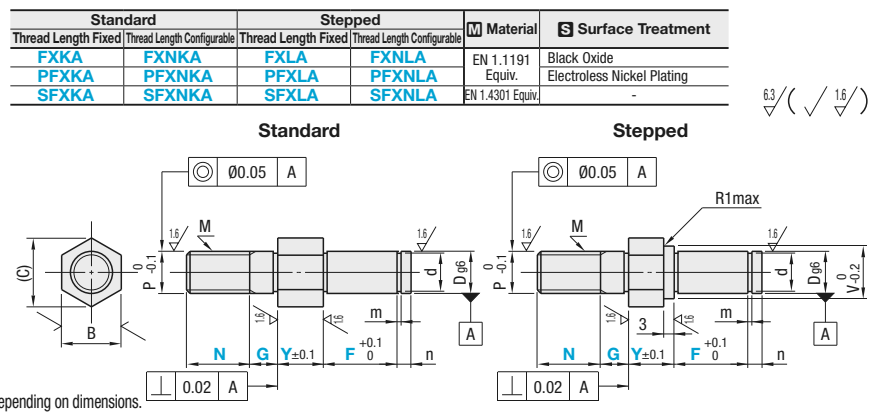 Standard Stepped M Material S Surface Treatment
Thread Length Fixed Thread Length Configurable Thread Length Fixed Thread Length Configurable
FXKA FXNKA FXLA FXNLA EN 1.1191 Equiv. Black Oxide
PFXKA PFXNKA PFXLA PFXNLA Electroless Nickel Plating
SFXKA SFXNKA SFXLA SFXNLA EN 1.4301 Equiv. -
6.3 ( 1.6 )
Standard
Stepped
Ø0.05 A
Ø0.05 A
R1max
1.6 M 1.6
1.6 M 1.6
(C)
P 0 -0.1
d
Dg6
P 0 -0.1
d
Dg6
V 0 -0.2
B
1.6 1.6 m A
1.6 3 1.6 m A
N G Y±0.1 F +0.1 0 n
N G Y±0.1 F +0.1 0 n
0.02 A
0.02 A
epending on dimensions.